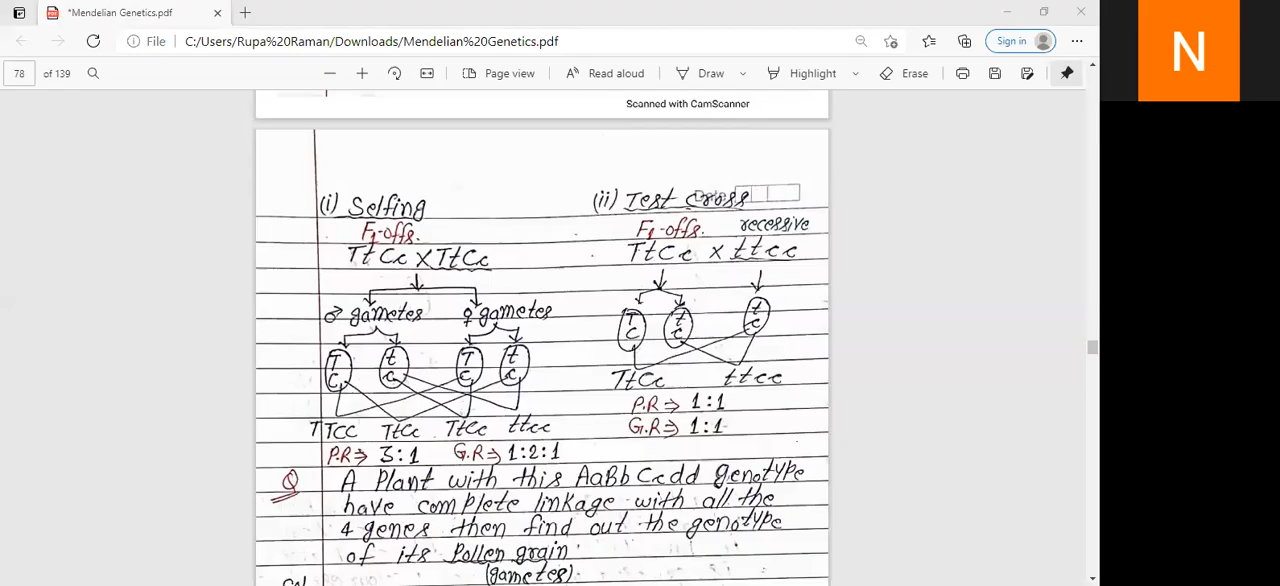 *Mendelian Genetics.pdf
File C:/Users/Rupa%20Raman/Downloads/Mendelian%20Genetics.pdf
Sign in
N
78 of 139
Page view
Read aloud
Draw
Highlight
Erase
Scanned with CamScanner
(i) Selfing
F1-offs.
TtCc X TtCc
♂ gametes ♀ gametes
T t T t
C c C c
TTCC TtCc TtCc ttcc
P.R ⇒ 3:1 G.R ⇒ 1:2:1
(ii) Test Cross
F1-offs. recessive
TtCc X ttcc
T t t
C c c
TtCc ttcc
P.R ⇒ 1:1
G.R ⇒ 1:1
Q A Plant with this AaBb Ccdd genotype
have complete linkage with all the
4 genes then find out the genotype
of its Pollen grain.
(gametes).